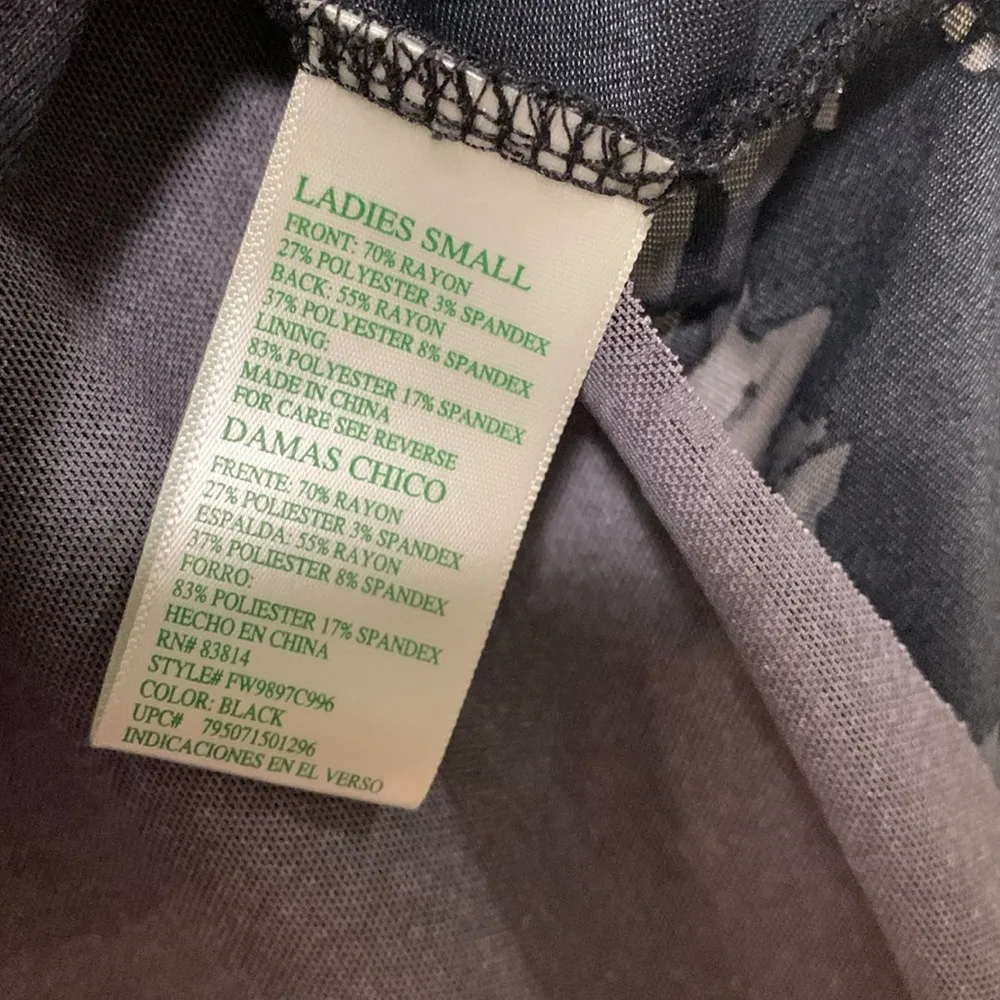 LADIES SMALL
FRONT: 70% RAYON
27% POLYESTER 3% SPANDEX
BACK: 55% RAYON
37% POLYESTER 8% SPANDEX
LINING:
83% POLYESTER 17% SPANDEX
MADE IN CHINA
FOR CARE SEE REVERSE
DAMAS CHICO
FRENTE: 70% RAYON
27% POLIESTER 3% SPANDEX
ESPALDA: 55% RAYON
37% POLIESTER 8% SPANDEX
FORRO:
83% POLIESTER 17% SPANDEX
HECHO EN CHINA
RN# 83814
STYLE# FW9897C996
COLOR: BLACK
UPC# 795071501296
INDICACIONES EN EL VERSO